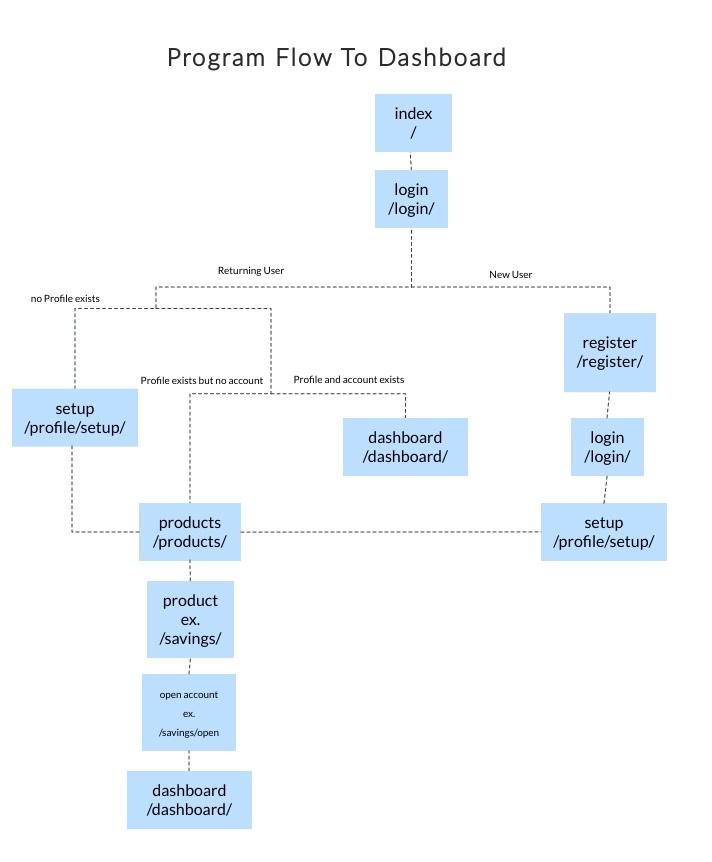 Program Flow To Dashboard
index
/
login
/login/
Returning User
New User
no Profile exists
register
/register/
Profile exists but no account
Profile and account exists
setup
/profile/setup/
dashboard
/dashboard/
login
/login/
products
/products/
setup
/profile/setup/
product
ex.
/savings/
open account
ex.
/savings/open
dashboard
/dashboard/